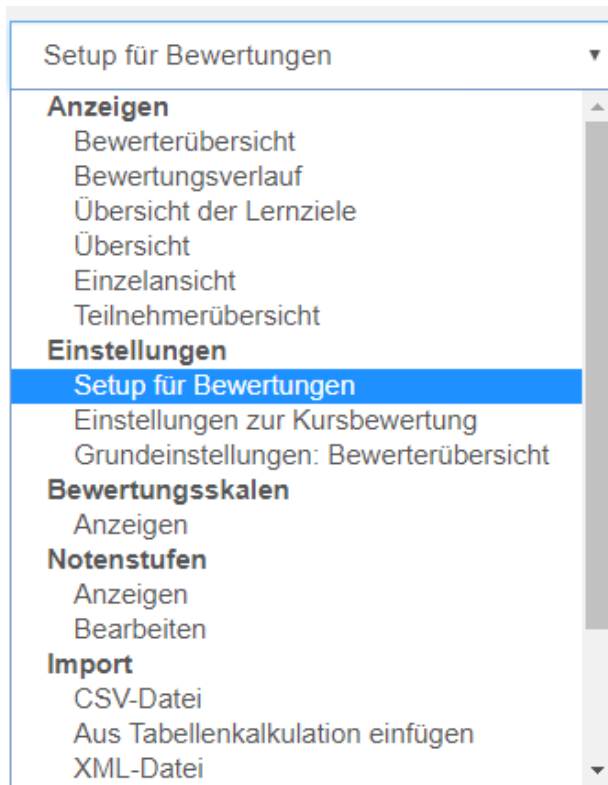 Setup für Bewertungen
Anzeigen
Bewerterübersicht
Bewertungsverlauf
Übersicht der Lernziele
Übersicht
Einzelansicht
Teilnehmerübersicht
Einstellungen
Setup für Bewertungen
Einstellungen zur Kursbewertung
Grundeinstellungen: Bewerterübersicht
Bewertungsskalen
Anzeigen
Notenstufen
Anzeigen
Bearbeiten
Import
CSV-Datei
Aus Tabellenkalkulation einfügen
XML-Datei